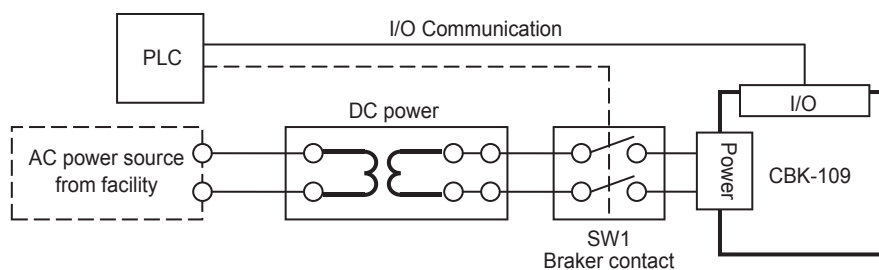 I/O Communication
PLC
DC power
I/O
AC power source
from facility
Power
CBK-109
SW1
Braker contact